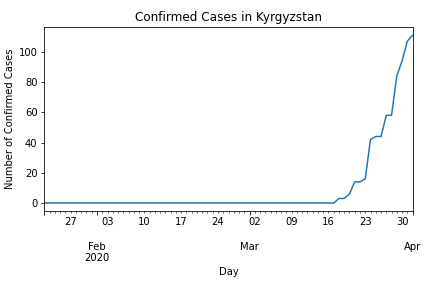 Confirmed Cases in Kyrgyzstan
Number of Confirmed Cases
100
80
60
40
20
0
27 03 10 17 24 02 09 16 23 30
Feb Mar Apr
2020
Day